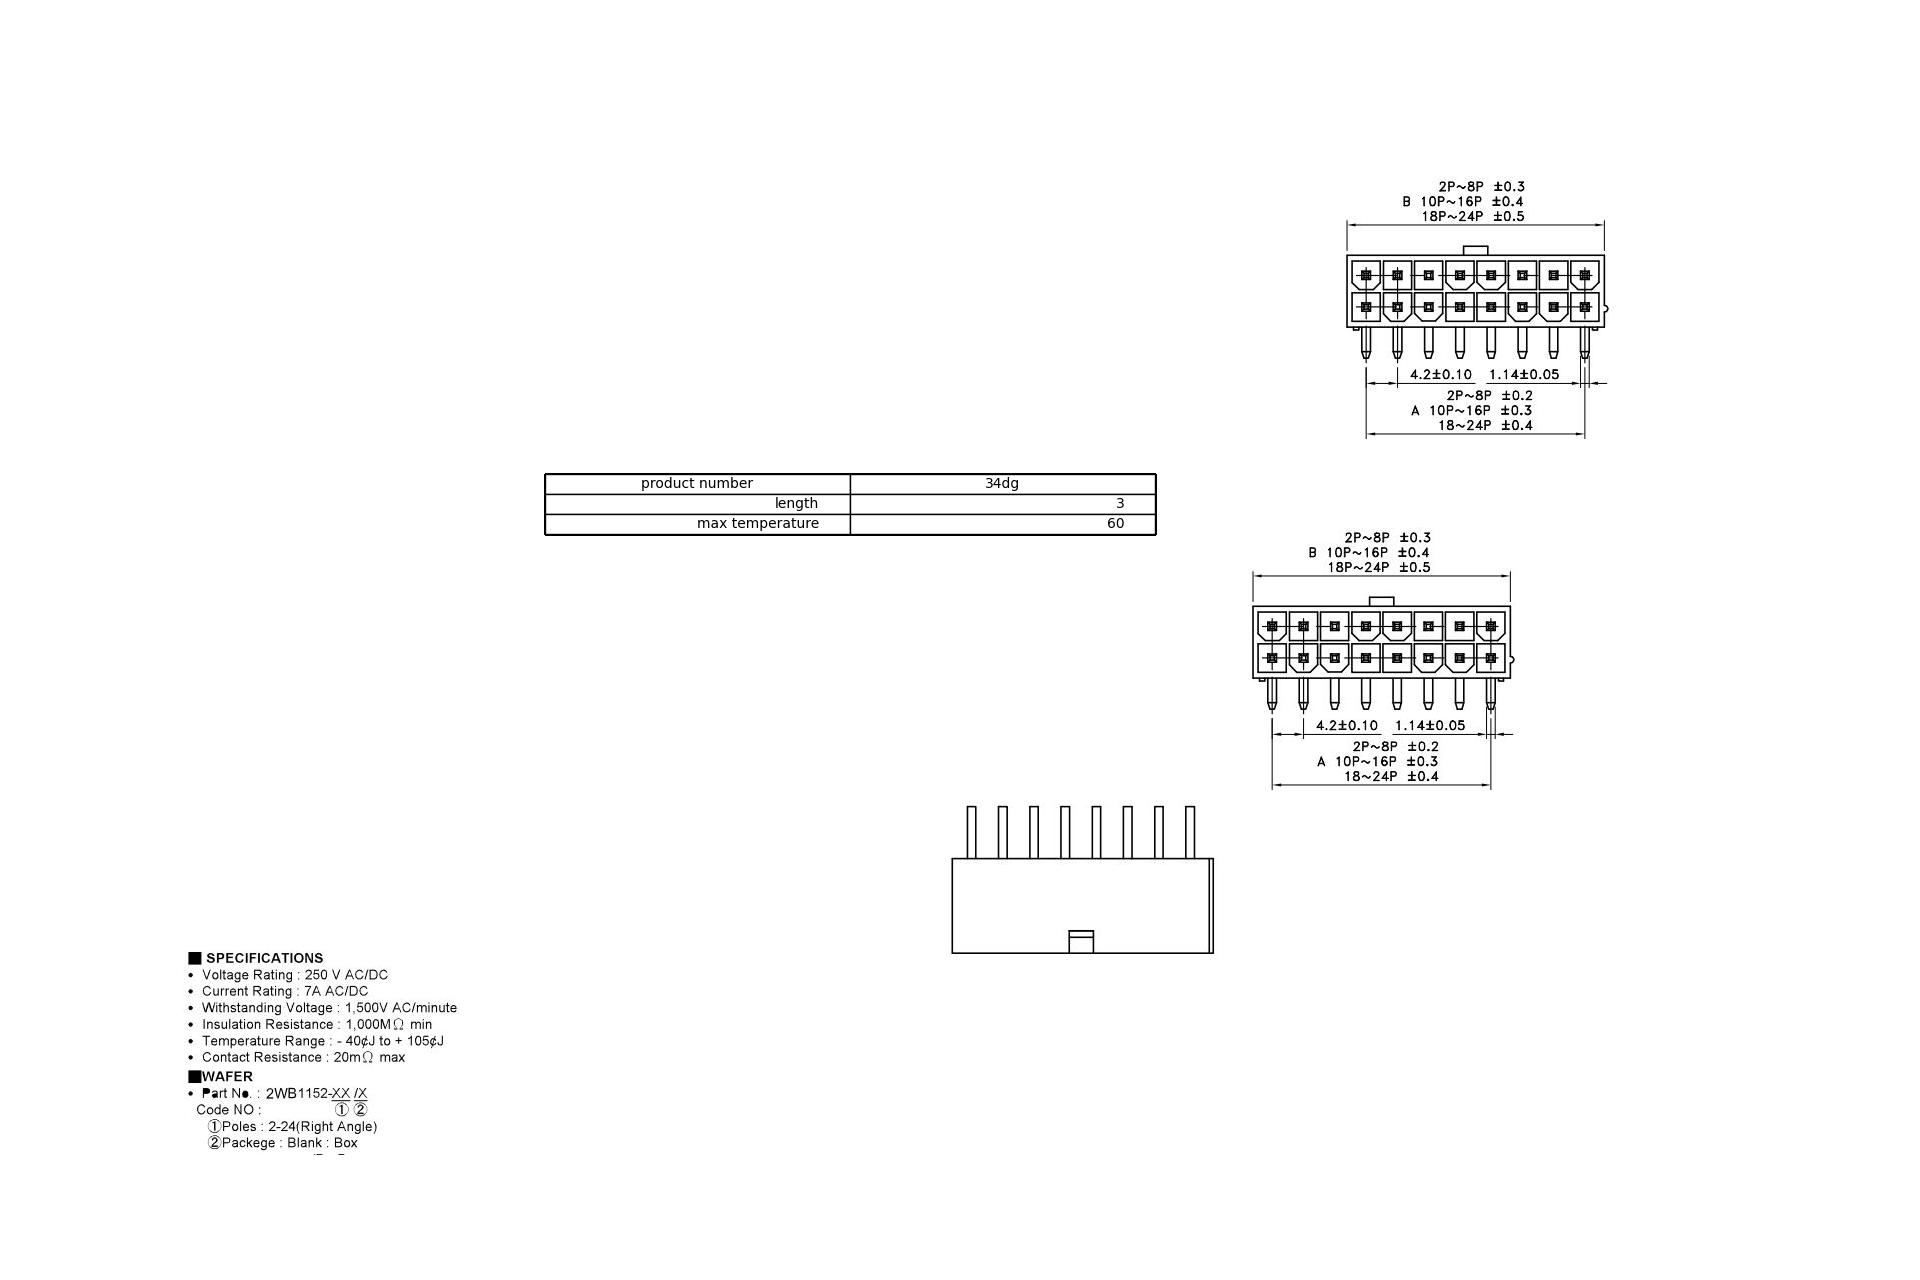 2P~8P ±0.3
B 10P~16P ±0.4
18P~24P ±0.5
4.2±0.10 1.14±0.05
2P~8P ±0.2
A 10P~16P ±0.3
18~24P ±0.4
product number 34dg
length 3
max temperature 60
2P~8P ±0.3
B 10P~16P ±0.4
18P~24P ±0.5
4.2±0.10 1.14±0.05
2P~8P ±0.2
A 10P~16P ±0.3
18~24P ±0.4
■ SPECIFICATIONS
• Voltage Rating : 250 V AC/DC
• Current Rating : 7A AC/DC
• Withstanding Voltage : 1,500V AC/minute
• Insulation Resistance : 1,000MΩ min
• Temperature Range : - 40¢J to + 105¢J
• Contact Resistance : 20mΩ max
■WAFER
• Part No. : 2WB1152-XX /X
Code NO : ① ②
①Poles : 2-24(Right Angle)
②Packege : Blank : Box